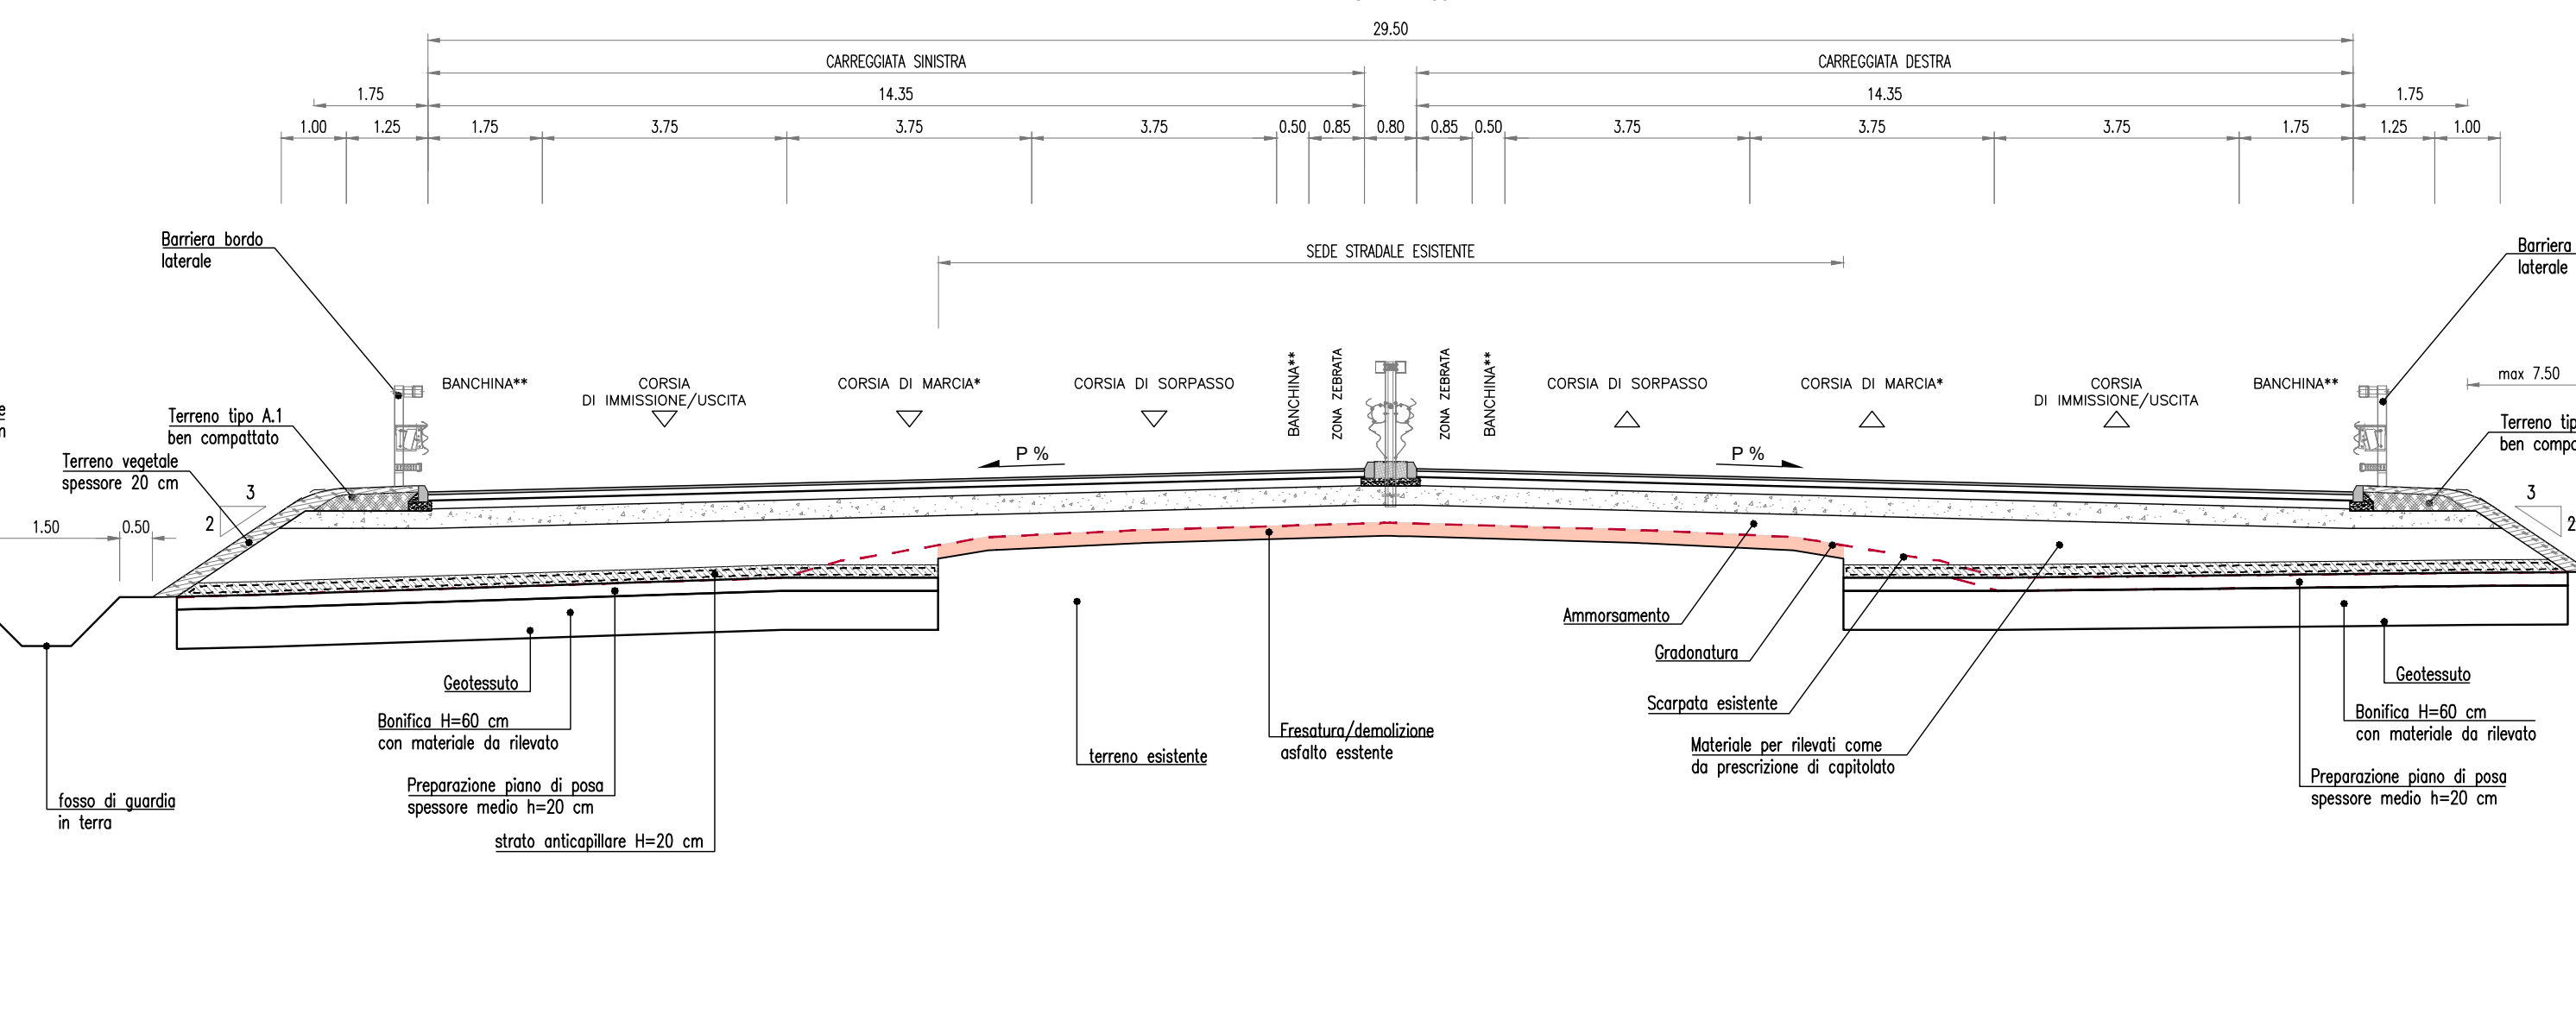 29.50
CARREGGIATA SINISTRA
CARREGGIATA DESTRA
1.75
14.35
14.35
1.75
1.00
1.25
1.75
3.75
3.75
3.75
0.50
0.85
0.80
0.85
0.50
3.75
3.75
3.75
1.75
1.25
1.00
Barriera bordo
laterale
SEDE STRADALE ESISTENTE
Barriera
laterale
BANCHINA**
CORSIA
DI IMMISSIONE/USCITA
CORSIA DI MARCIA*
CORSIA DI SORPASSO
BANCHINA**
ZONA ZEBRATA
ZONA ZEBRATA
BANCHINA**
CORSIA DI SORPASSO
CORSIA DI MARCIA*
CORSIA
DI IMMISSIONE/USCITA
BANCHINA**
max 7.50
Terreno tipo A.1
ben compattato
Terreno tip
ben compa
Terreno vegetale
spessore 20 cm
P %
P %
3
2
3
2
1.50
0.50
Ammorsamento
Gradonatura
Scarpata esistente
Materiale per rilevati come
da prescrizione di capitolato
Geotessuto
Bonifica H=60 cm
con materiale da rilevato
Preparazione piano di posa
spessore medio h=20 cm
strato anticapillare H=20 cm
terreno esistente
Fresatura/demolizione
asfalto esstente
fosso di guardia
in terra
Geotessuto
Bonifica H=60 cm
con materiale da rilevato
Preparazione piano di posa
spessore medio h=20 cm